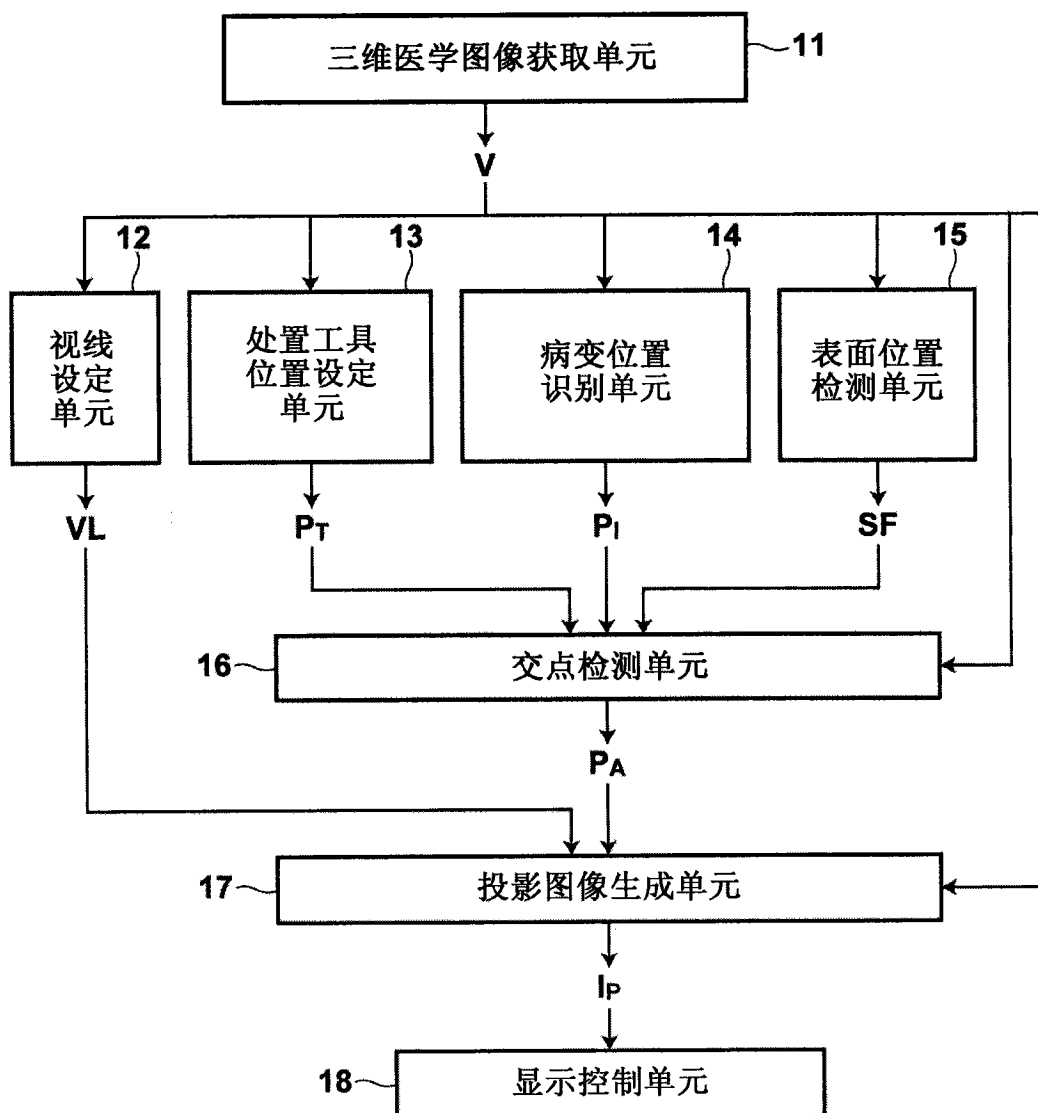 三维医学图像获取单元
11
V
12
13
14
15
视线
设定
单元
处置工具
位置设定
单元
病变位置
识别单元
表面位置
检测单元
VL
PT
PI
SF
16
交点检测单元
PA
17
投影图像生成单元
IP
18
显示控制单元